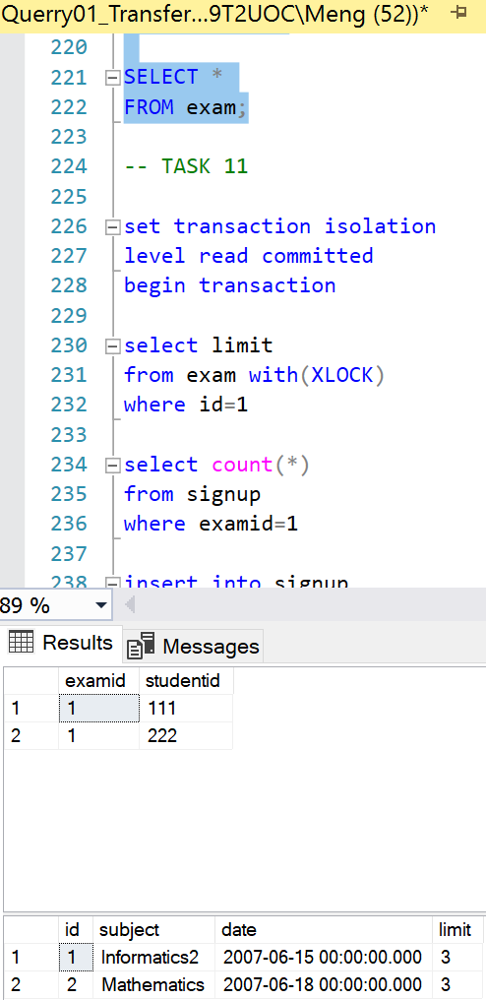 Querry01_Transfer...9T2UOC\Meng (52))*
220
221 SELECT *
222 FROM exam;
223
224 -- TASK 11
225
226 set transaction isolation
227 level read committed
228 begin transaction
229
230 select limit
231 from exam with(XLOCK)
232 where id=1
233
234 select count(*)
235 from signup
236 where examid=1
237
238 insert into signup
89 %
Results Messages
examid studentid
1 1 111
2 1 222
id subject date limit
1 1 Informatics2 2007-06-15 00:00:00.000 3
2 2 Mathematics 2007-06-18 00:00:00.000 3